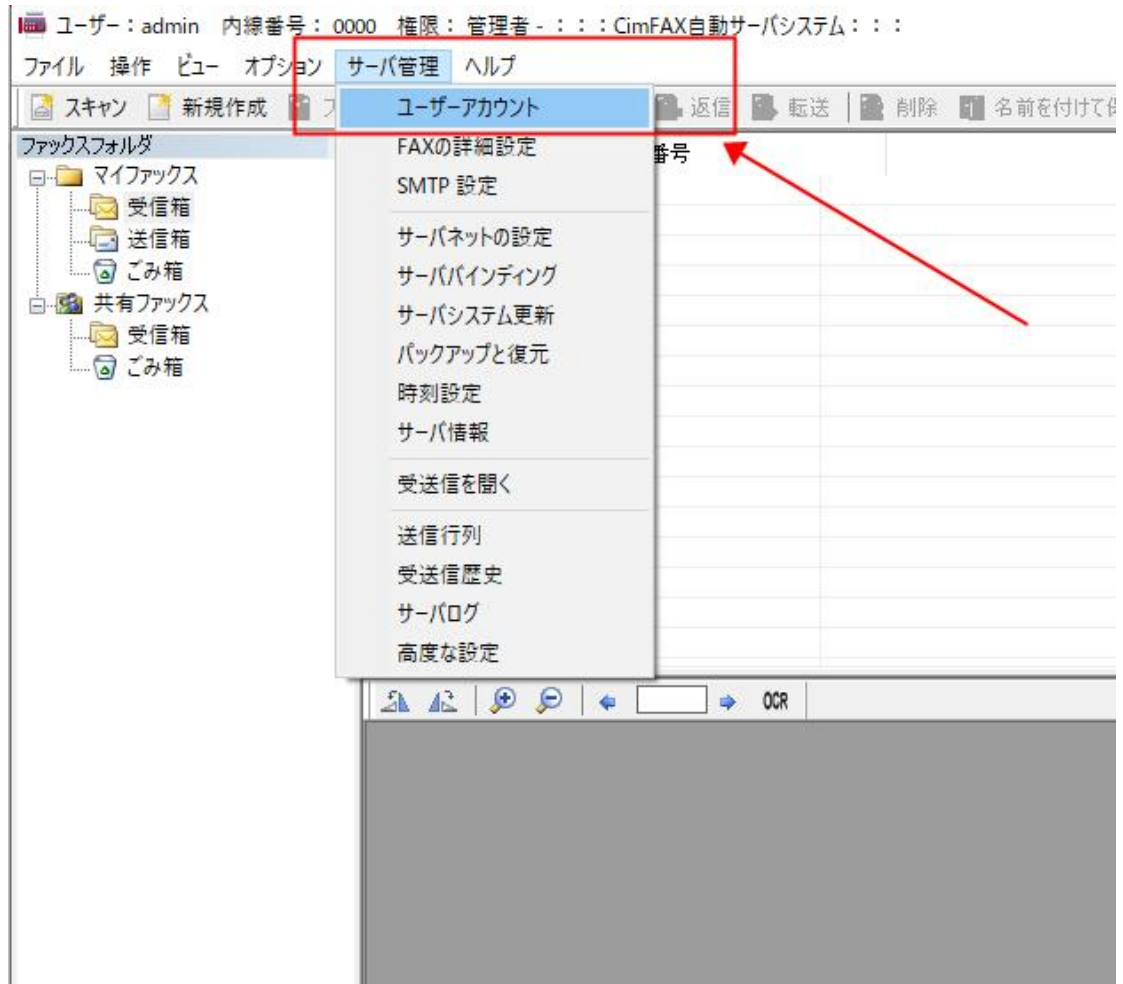 ユーザー：admin 内線番号： 0000 権限： 管理者 - ：：：CimFAX自動サーバシステム：：：
ファイル 操作 ビュー オプション サーバ管理 ヘルプ
スキャン 新規作成 返信 転送 削除 名前を付けて
ファックスフォルダ
マイファックス
受信箱
送信箱
ごみ箱
共有ファックス
受信箱
ごみ箱
番号
ユーザーアカウント
FAXの詳細設定
SMTP 設定
サーバネットの設定
サーババインディング
サーバシステム更新
バックアップと復元
時刻設定
サーバ情報
受送信を開く
送信行列
受送信歴史
サーバログ
高度な設定
OCR